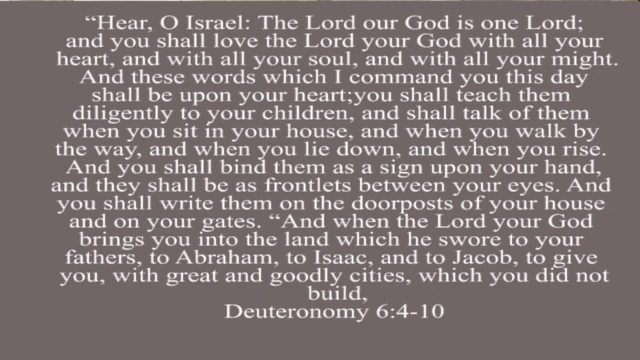 “Hear, O Israel: The Lord our God is one Lord;
and you shall love the Lord your God with all your
heart, and with all your soul, and with all your might.
And these words which I command you this day
shall be upon your heart;you shall teach them
diligently to your children, and shall talk of them
when you sit in your house, and when you walk by
the way, and when you lie down, and when you rise.
And you shall bind them as a sign upon your hand,
and they shall be as frontlets between your eyes. And
you shall write them on the doorposts of your house
and on your gates. “And when the Lord your God
brings you into the land which he swore to your
fathers, to Abraham, to Isaac, and to Jacob, to give
you, with great and goodly cities, which you did not
build,
Deuteronomy 6:4-10